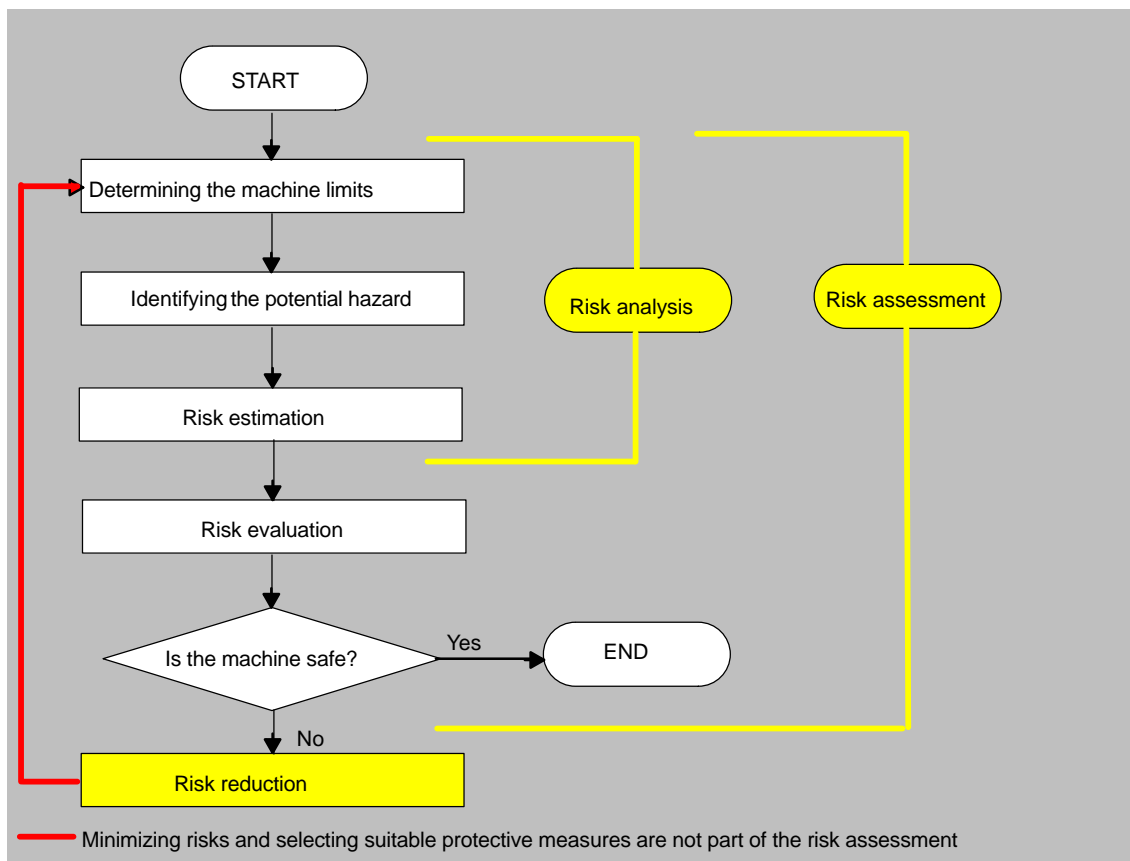 START
Determining the machine limits
Identifying the potential hazard
Risk analysis
Risk assessment
Risk estimation
Risk evaluation
Is the machine safe?
Yes
END
No
Risk reduction
Minimizing risks and selecting suitable protective measures are not part of the risk assessment